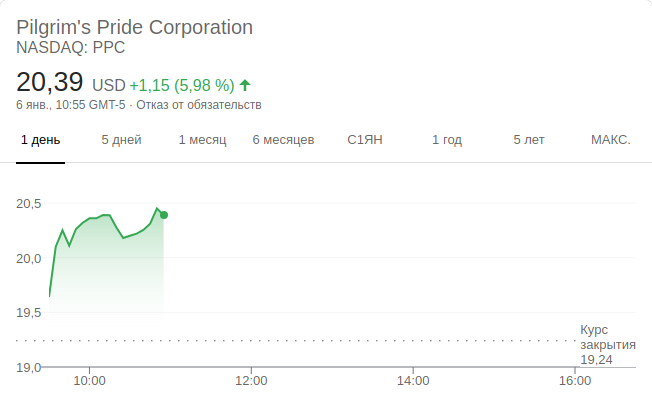 Pilgrim's Pride Corporation
NASDAQ: PPC
20,39 USD +1,15 (5,98 %)
6 янв., 10:55 GMT-5 · Отказ от обязательств
1 день 5 дней 1 месяц 6 месяцев С1ЯН 1 год 5 лет МАКС.
20,5
20,0
19,5
Курс
закрытия
19,24
19,0
10:00 12:00 14:00 16:00